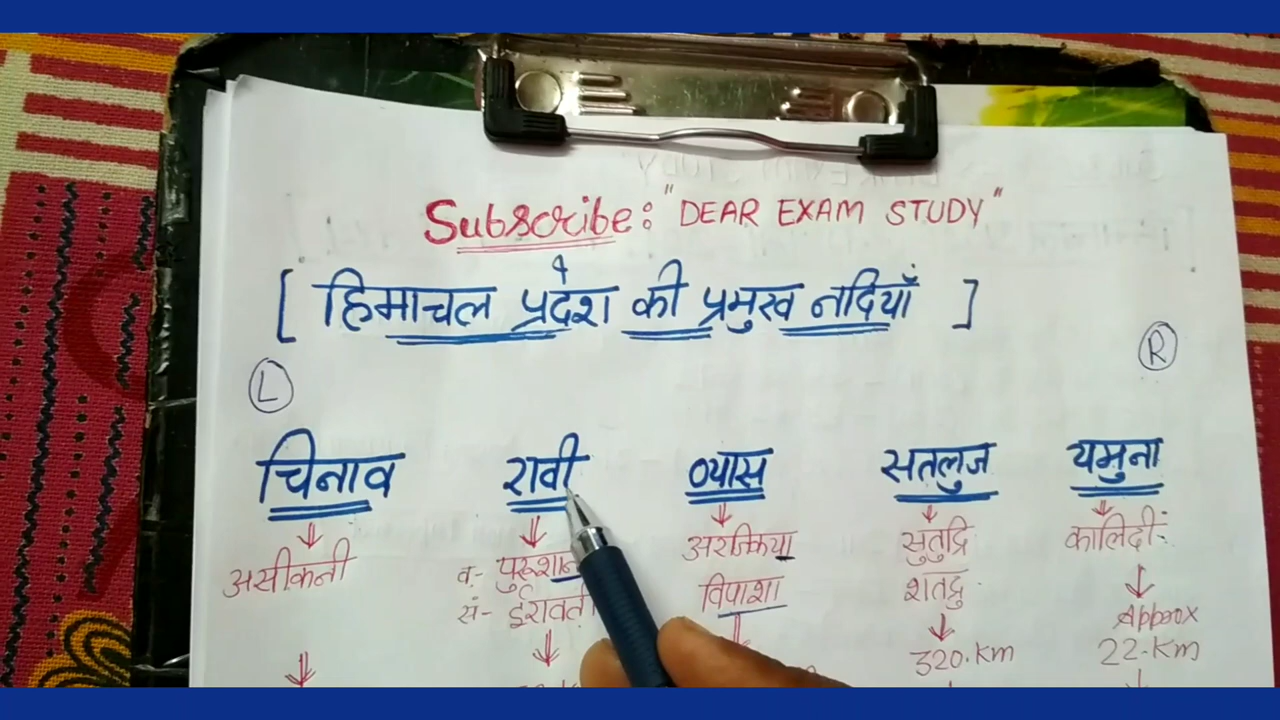 Subscribe: "DEAR EXAM STUDY"
[ हिमाचल प्रदेश की प्रमुख नदियाँ ]
L R
चिनाव रावी व्यास सतलुज यमुना
असीकनी व:- पुरूशान अरजिकया सुतुद्रि कालिदी:
सं- ईरावती विपाशा शतद्रु Approx
320.Km 22.Km